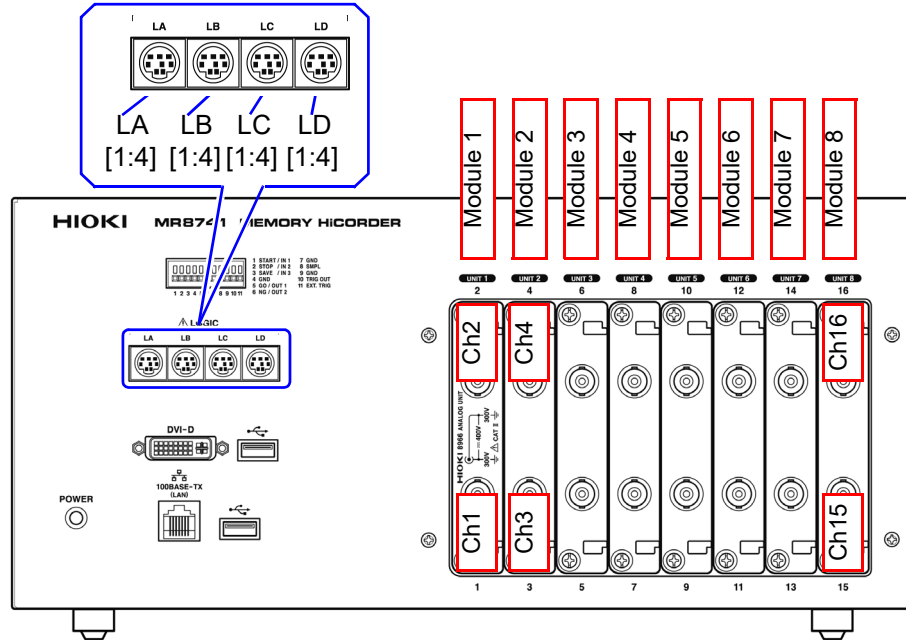 LA LB LC LD
LA LB LC LD
[1:4] [1:4] [1:4] [1:4]
Module 1
Module 2
Module 3
Module 4
Module 5
Module 6
Module 7
Module 8
HIOKI MR8741 MEMORY HiCORDER
1 START / IN 1 7 GND
2 STOP / IN 2 8 SMPL
3 SAVE / IN 3 9 GND
4 GND 10 TRIG OUT
5 GO / OUT 1 11 EXT. TRIG
6 NG / OUT 2
1 2 3 4 8 9 10 11
UNIT 1 UNIT 2 UNIT 3 UNIT 4 UNIT 5 UNIT 6 UNIT 7 UNIT 8
2 4 6 8 10 12 14 16
LOGIC
LA LB LC LD
Ch2
Ch4
Ch16
HIOKI 8966 ANALOG UNIT
300V
400V
300V
CAT II
DVI-D
100BASE-TX
(LAN)
POWER
Ch1
Ch3
Ch15
1 3 5 7 9 11 13 15